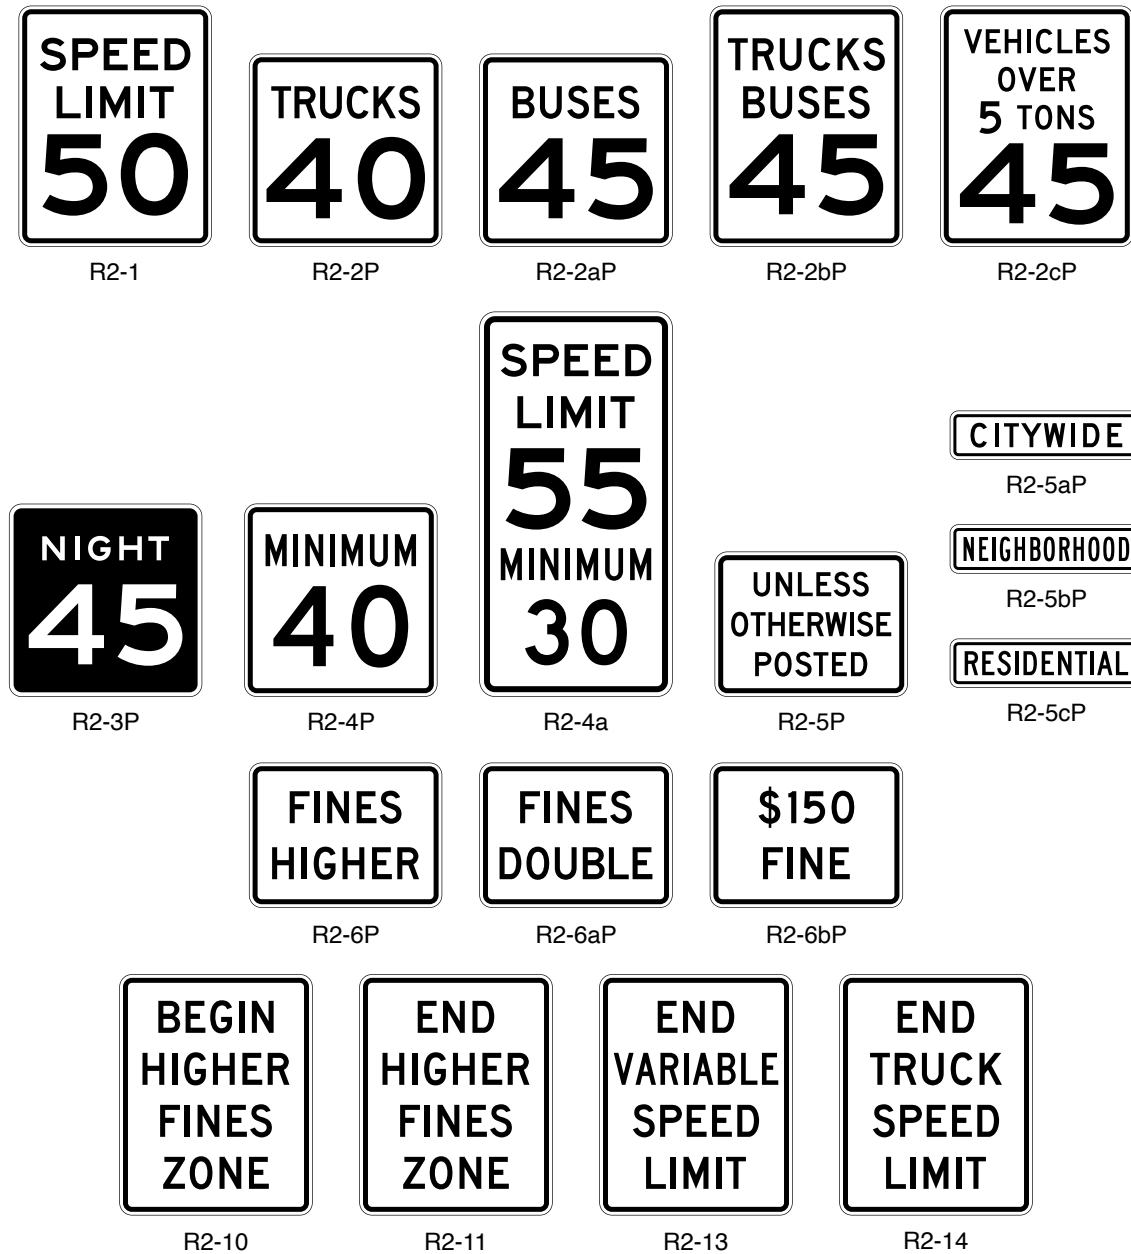 SPEED
LIMIT
50
R2-1
TRUCKS
40
R2-2P
BUSES
45
R2-2aP
TRUCKS
BUSES
45
R2-2bP
VEHICLES
OVER
5 TONS
45
R2-2cP
NIGHT
45
R2-3P
MINIMUM
40
R2-4P
SPEED
LIMIT
55
MINIMUM
30
R2-4a
UNLESS
OTHERWISE
POSTED
R2-5P
CITYWIDE
R2-5aP
NEIGHBORHOOD
R2-5bP
RESIDENTIAL
R2-5cP
FINES
HIGHER
R2-6P
FINES
DOUBLE
R2-6aP
$150
FINE
R2-6bP
BEGIN
HIGHER
FINES
ZONE
R2-10
END
HIGHER
FINES
ZONE
R2-11
END
VARIABLE
SPEED
LIMIT
R2-13
END
TRUCK
SPEED
LIMIT
R2-14